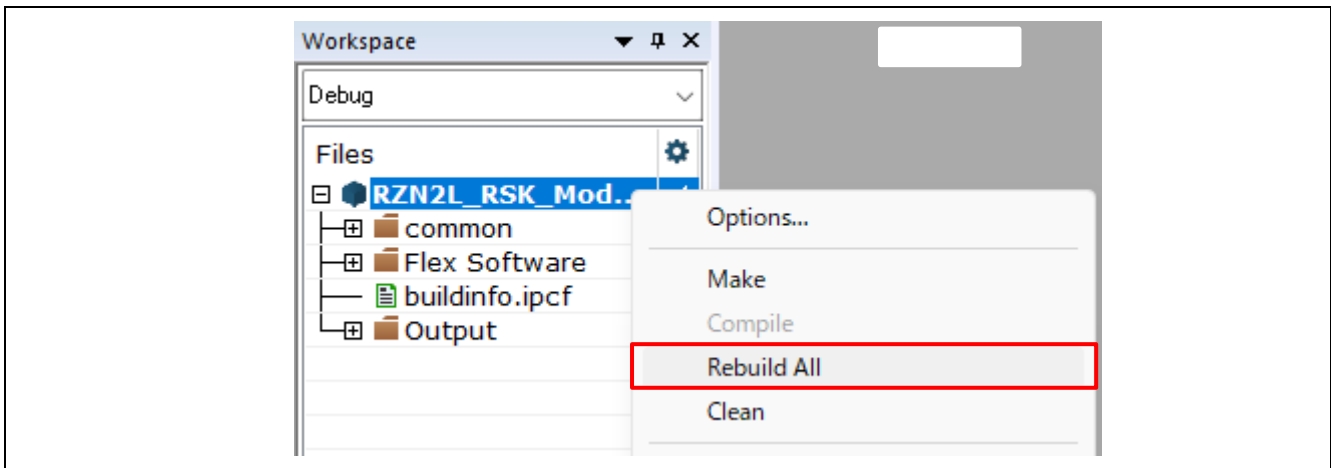 Workspace
Debug
Files
RZN2L_RSK_Mod..
common
Flex Software
buildinfo.ipcf
Output
Options...
Make
Compile
Rebuild All
Clean